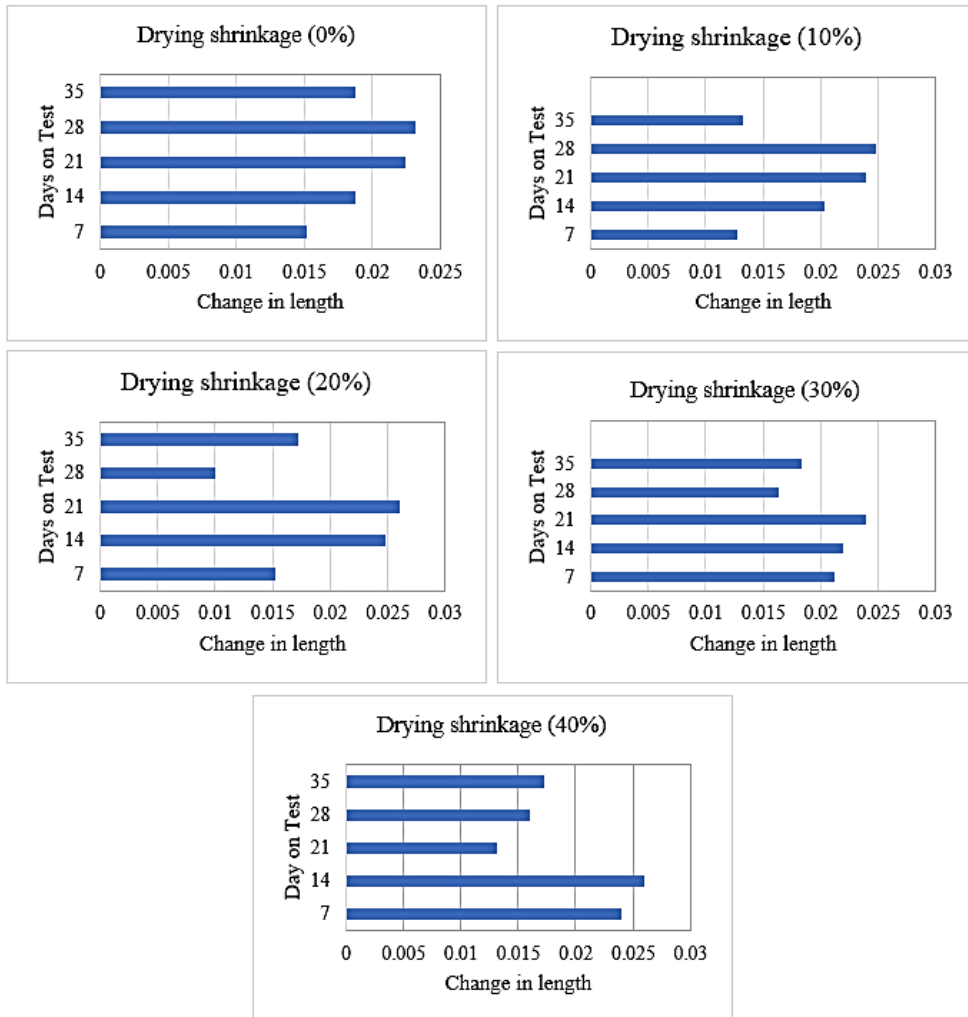 Drying shrinkage (0%)
Days on Test
35
28
21
14
7
0 0.005 0.01 0.015 0.02 0.025
Change in length
Drying shrinkage (10%)
Days on Test
35
28
21
14
7
0 0.005 0.01 0.015 0.02 0.025 0.03
Change in legth
Drying shrinkage (20%)
Days on Test
35
28
21
14
7
0 0.005 0.01 0.015 0.02 0.025 0.03
Change in length
Drying shrinkage (30%)
Days on Test
35
28
21
14
7
0 0.005 0.01 0.015 0.02 0.025 0.03
Change in length
Drying shrinkage (40%)
Day on Test
35
28
21
14
7
0 0.005 0.01 0.015 0.02 0.025 0.03
Change in length